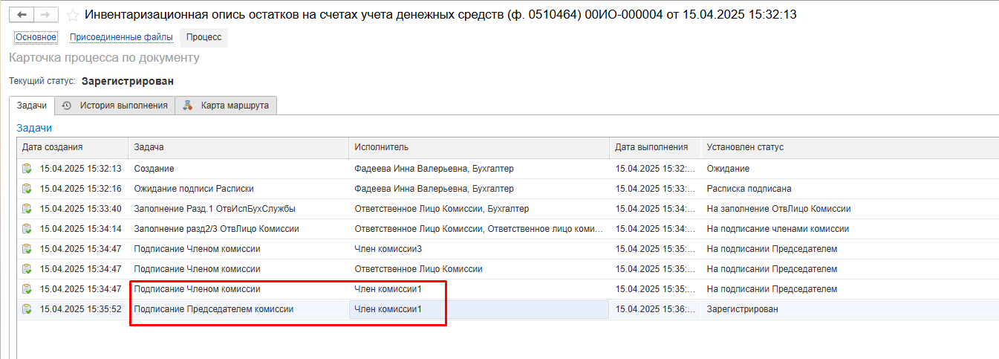 Инвентаризационная опись остатков на счетах учета денежных средств (ф. 0510464) 00ИО-000004 от 15.04.2025 15:32:13
Основное Присоединенные файлы Процесс
Карточка процесса по документу
Текущий статус: Зарегистрирован
Задачи История выполнения Карта маршрута
Задачи
Дата создания Задача Исполнитель Дата выполнения Установлен статус
15.04.2025 15:32:13 Создание Фадеева Инна Валерьевна, Бухгалтер 15.04.2025 15:32:... Ожидание
15.04.2025 15:32:16 Ожидание подписи Расписки Фадеева Инна Валерьевна, Бухгалтер 15.04.2025 15:33:... Расписка подписана
15.04.2025 15:33:40 Заполнение Разд.1 ОтвИспБухСлужбы Ответственное Лицо Комиссии, Бухгалтер 15.04.2025 15:34:... На заполнение ОтвЛицо Комиссии
15.04.2025 15:34:14 Заполнение разд2/3 ОтвЛицо Комиссии Ответственное Лицо Комиссии, Ответственное лицо коми... 15.04.2025 15:34:... На подписание членами комиссии
15.04.2025 15:34:47 Подписание Членом комиссии Член комиссии3 15.04.2025 15:35:... На подписании Председателем
15.04.2025 15:34:47 Подписание Членом комиссии Ответственное Лицо Комиссии 15.04.2025 15:35:... На подписании Председателем
15.04.2025 15:34:47 Подписание Членом комиссии Член комиссии1 15.04.2025 15:35:... На подписании Председателем
15.04.2025 15:35:52 Подписание Председателем комиссии Член комиссии1 15.04.2025 15:36:... Зарегистрирован